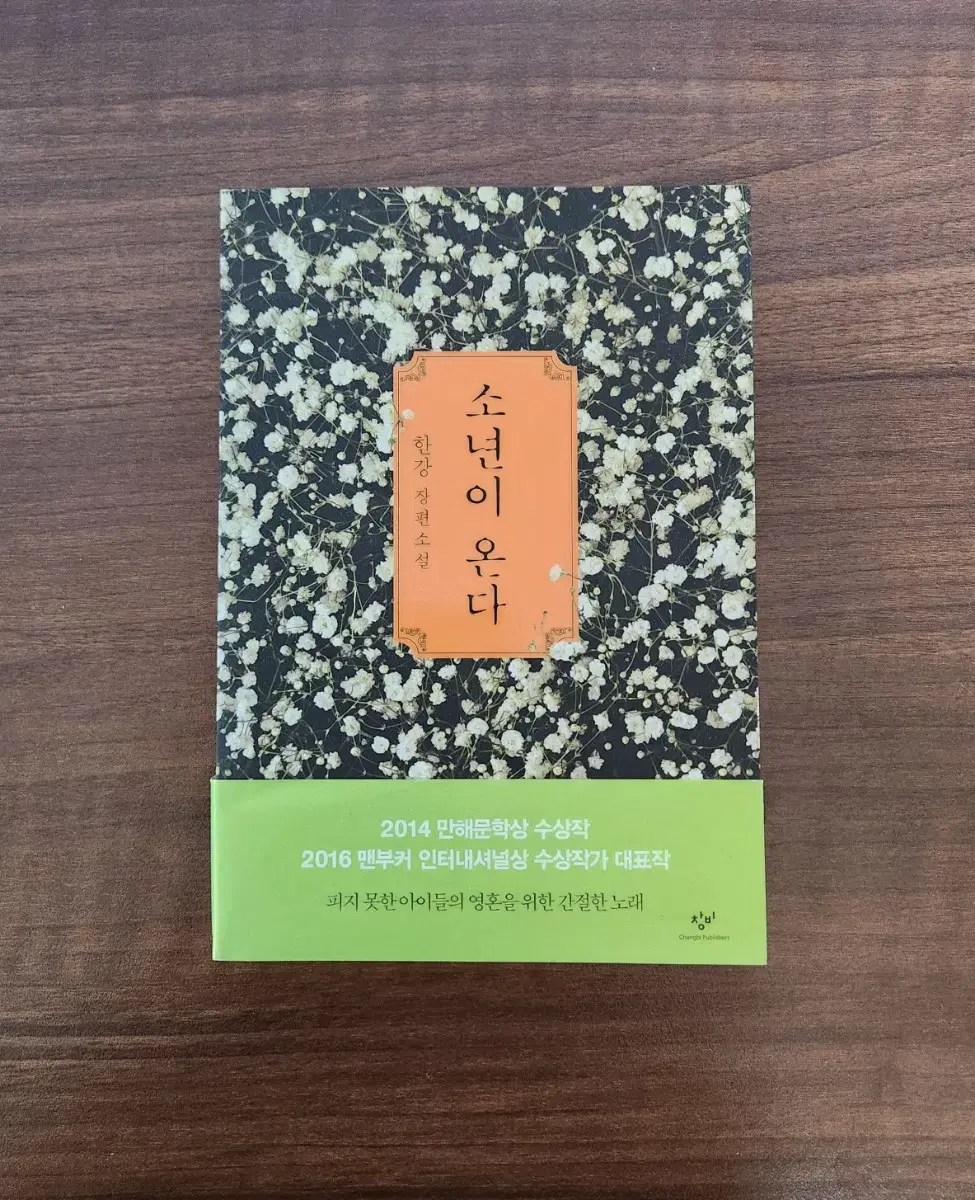 소년이 온다
한강 장편소설
2014 만해문학상 수상작
2016 맨부커 인터내셔널상 수상작가 대표작
피지 못한 아이들의 영혼을 위한 간절한 노래
창비
Changbi Publishers